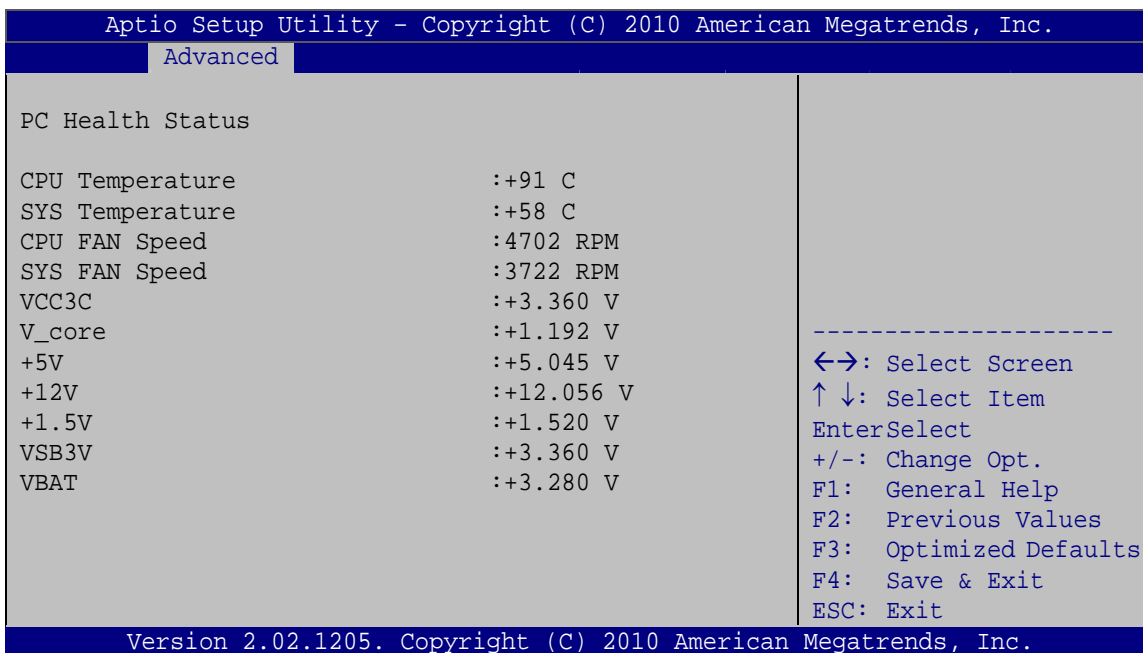 Aptio Setup Utility – Copyright (C) 2010 American Megatrends, Inc.
Advanced
PC Health Status
CPU Temperature :+91 C
SYS Temperature :+58 C
CPU FAN Speed :4702 RPM
SYS FAN Speed :3722 RPM
VCC3C :+3.360 V
V_core :+1.192 V
+5V :+5.045 V
+12V :+12.056 V
+1.5V :+1.520 V
VSB3V :+3.360 V
VBAT :+3.280 V
---------------------
←→: Select Screen
↑ ↓: Select Item
EnterSelect
+/-: Change Opt.
F1: General Help
F2: Previous Values
F3: Optimized Defaults
F4: Save & Exit
ESC: Exit
Version 2.02.1205. Copyright (C) 2010 American Megatrends, Inc.